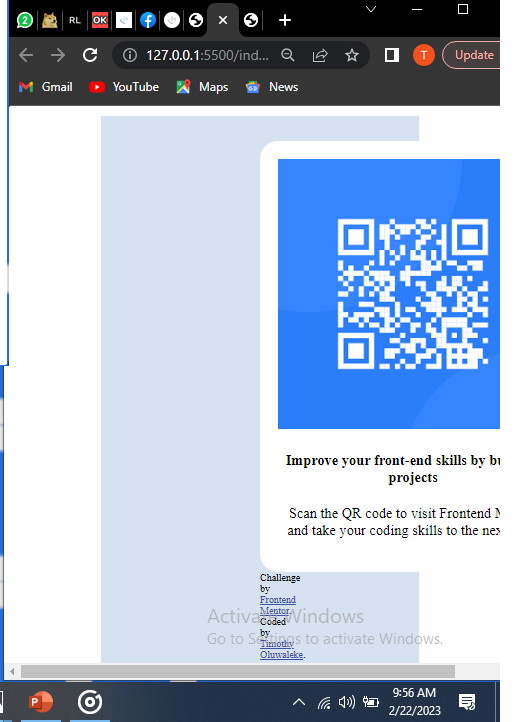 2
RL
OK
127.0.0.1:5500/ind...
T
Update
Gmail
YouTube
Maps
News
Improve your front-end skills by bu
projects
Scan the QR code to visit Frontend M
and take your coding skills to the nex
Challenge
by
Frontend
Mentor.
Coded
by
Timothy
Oluwaleke.
Activate Windows
Go to Settings to activate Windows.
P
9:56 AM
2/22/2023